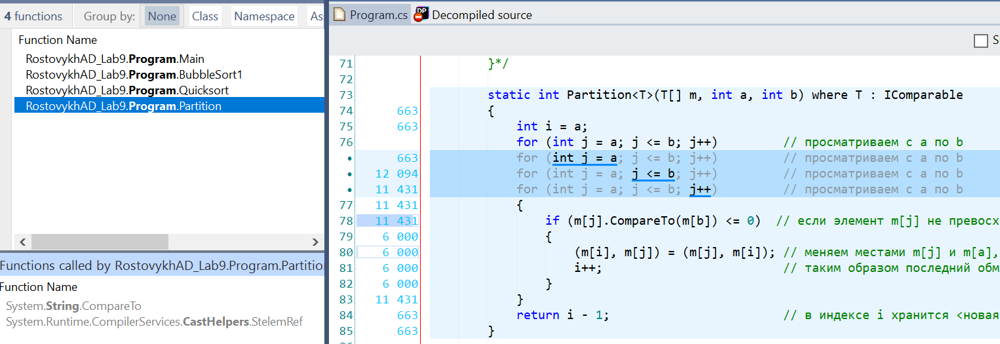 4 functions Group by: None Class Namespace As
Function Name
RostovykhAD_Lab9.Program.Main
RostovykhAD_Lab9.Program.BubbleSort1
RostovykhAD_Lab9.Program.Quicksort
RostovykhAD_Lab9.Program.Partition
Functions called by RostovykhAD_Lab9.Program.Partition
Function Name
System.String.CompareTo
System.Runtime.CompilerServices.CastHelpers.StelemRef
Program.cs DP Decompiled source
S
71 }*/
72
73 static int Partition<T>(T[] m, int a, int b) where T : IComparable
74 663 {
75 663 int i = a;
76 for (int j = a; j <= b; j++) // просматриваем с a по b
• 663 for (int j = a; j <= b; j++) // просматриваем с a по b
• 12 094 for (int j = a; j <= b; j++) // просматриваем с a по b
• 11 431 for (int j = a; j <= b; j++) // просматриваем с a по b
77 11 431 {
78 11 431 if (m[j].CompareTo(m[b]) <= 0) // если элемент m[j] не превосх
79 6 000 {
80 6 000 (m[i], m[j]) = (m[j], m[i]); // меняем местами m[j] и m[a],
81 6 000 i++; // таким образом последний обм
82 6 000 }
83 11 431 }
84 663 return i - 1; // в индексе i хранится <новая
85 663 }